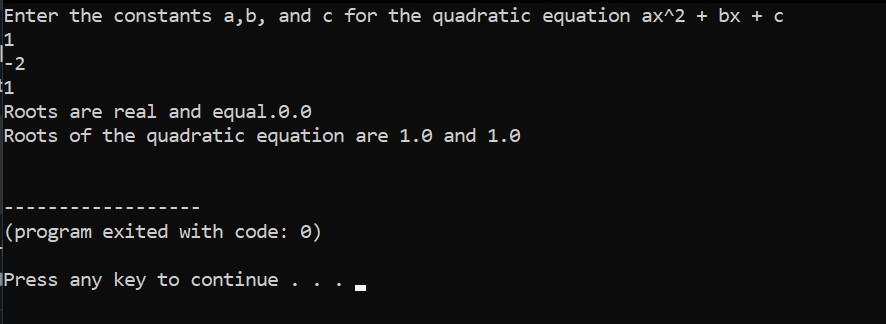 Enter the constants a,b, and c for the quadratic equation ax^2 + bx + c
1
-2
1
Roots are real and equal.0.0
Roots of the quadratic equation are 1.0 and 1.0
------------------
(program exited with code: 0)
Press any key to continue . . .